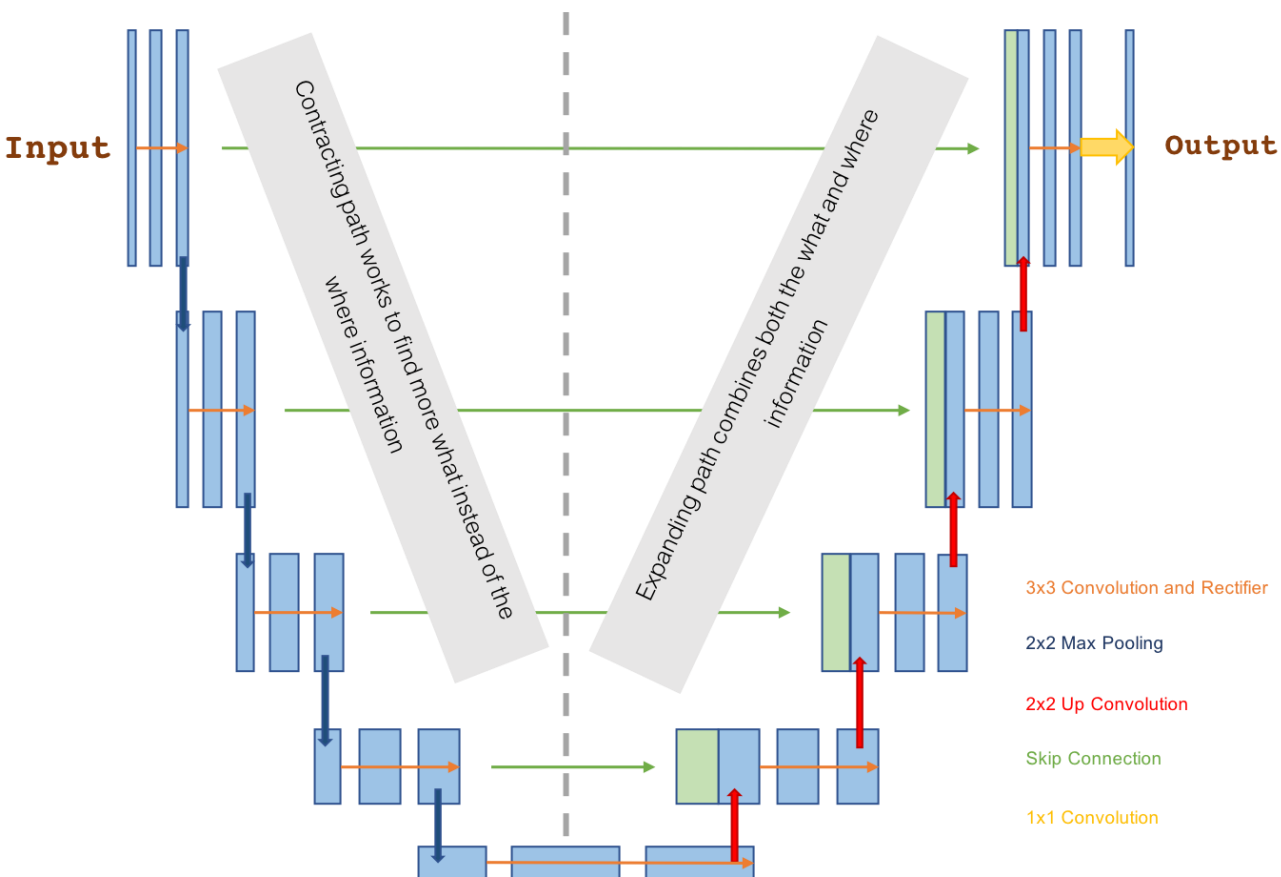 Input
Contracting path works to find more what instead of the
where information
Expanding path combines both the what and where
information
Output
3x3 Convolution and Rectifier
2x2 Max Pooling
2x2 Up Convolution
Skip Connection
1x1 Convolution